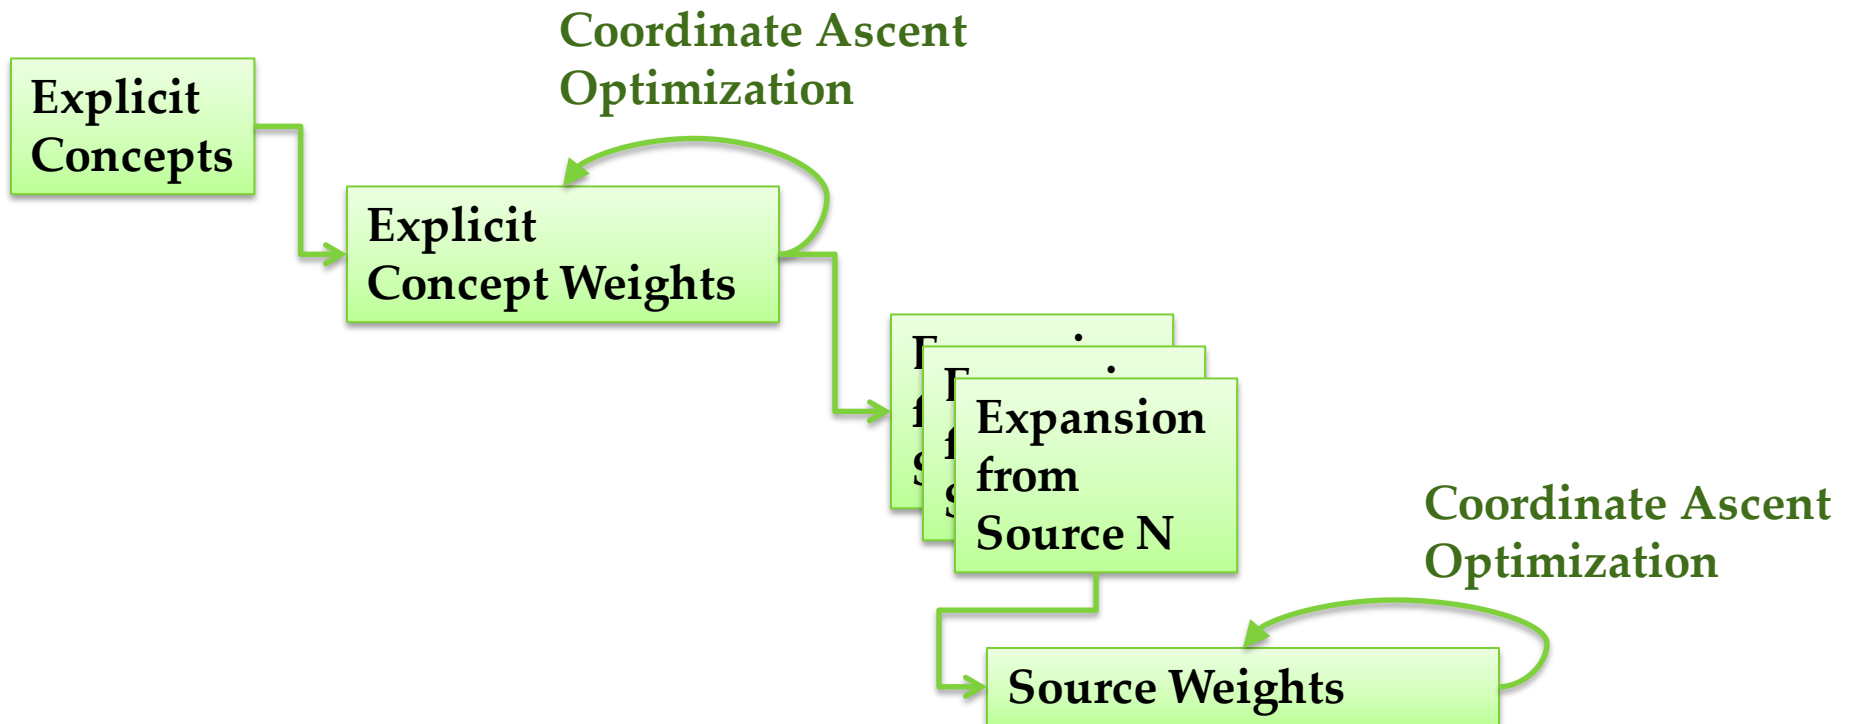 Coordinate Ascent
Optimization
Explicit
Concepts
Explicit
Concept Weights
Expansion
from
Source N
Coordinate Ascent
Optimization
Source Weights